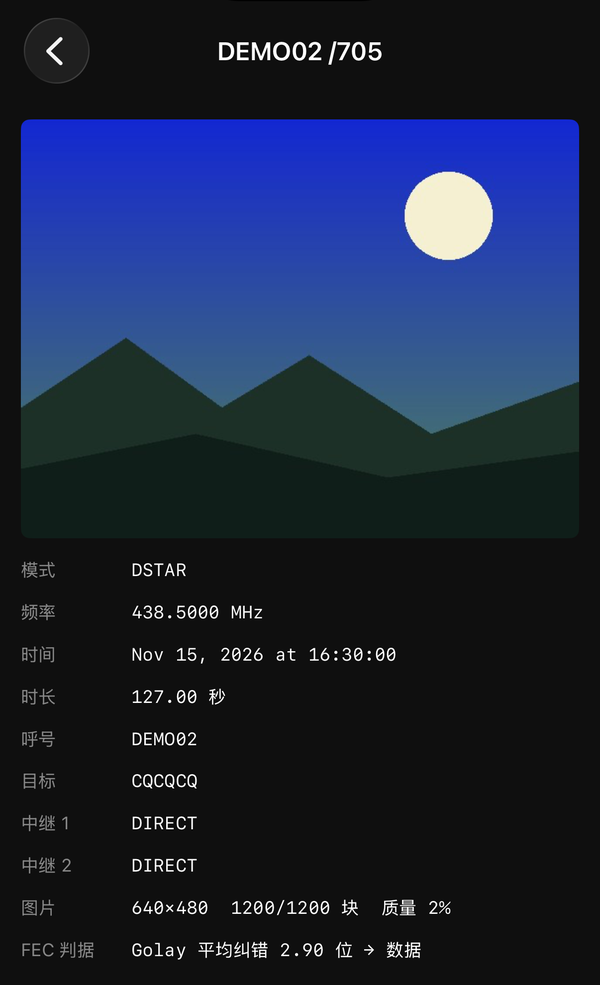 DEMO02 /705
模式 DSTAR
频率 438.5000 MHz
时间 Nov 15, 2026 at 16:30:00
时长 127.00 秒
呼号 DEMO02
目标 CQCQCQ
中继 1 DIRECT
中继 2 DIRECT
图片 640×480 1200/1200 块 质量 2%
FEC 判据 Golay 平均纠错 2.90 位 → 数据